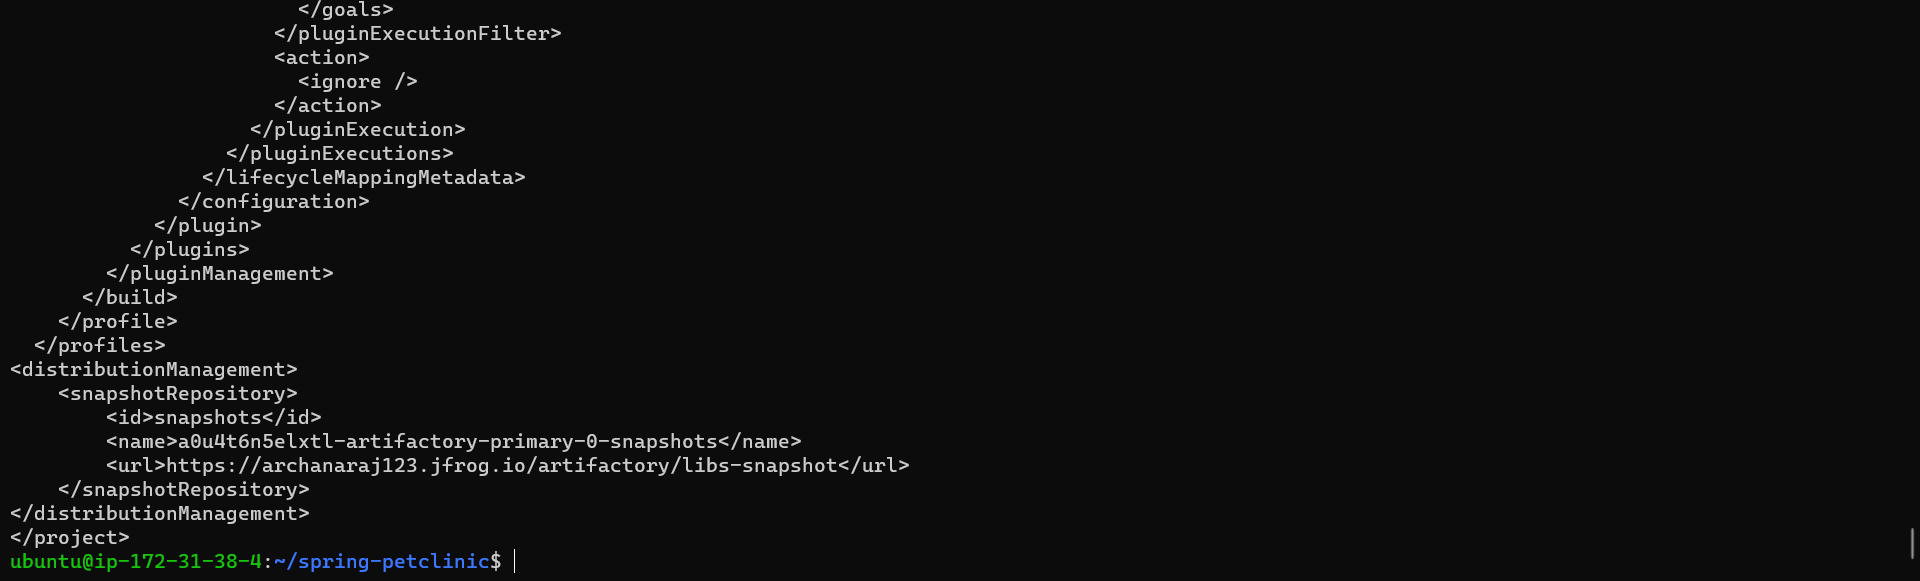 </goals>
</pluginExecutionFilter>
<action>
<ignore />
</action>
</pluginExecution>
</pluginExecutions>
</lifecycleMappingMetadata>
</configuration>
</plugin>
</plugins>
</pluginManagement>
</build>
</profile>
</profiles>
<distributionManagement>
<snapshotRepository>
<id>snapshots</id>
<name>a0u4t6n5elxtl-artifactory-primary-0-snapshots</name>
<url>https://archanaraj123.jfrog.io/artifactory/libs-snapshot</url>
</snapshotRepository>
</distributionManagement>
</project>
ubuntu@ip-172-31-38-4:~/spring-petclinic$